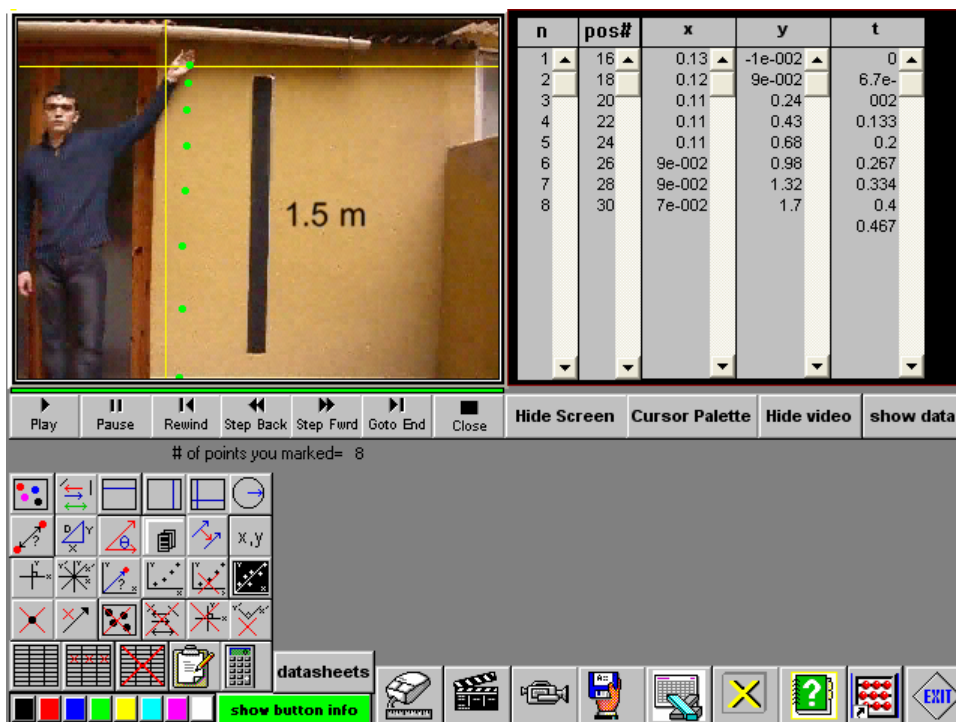 n pos# x y t
1 16 0.13 -1e-002 0
2 18 0.12 9e-002 6.7e-
3 20 0.11 0.24 002
4 22 0.11 0.43 0.133
5 24 0.11 0.68 0.2
6 26 9e-002 0.98 0.267
7 28 9e-002 1.32 0.334
8 30 7e-002 1.7 0.4
0.467
1.5 m
Play Pause Rewind Step Back Step Fwrd Goto End Close
Hide Screen Cursor Palette Hide video show data
# of points you marked= 8
x,y
datasheets
show button info
EXIT